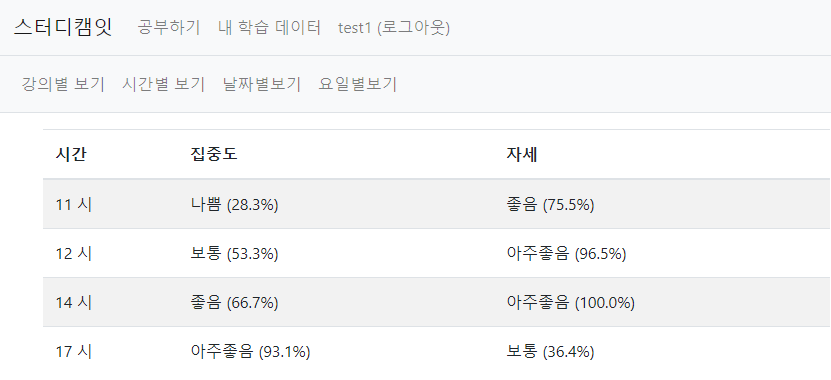 스터디캠잇 공부하기 내 학습 데이터 test1 (로그아웃)
강의별 보기 시간별 보기 날짜별보기 요일별보기
시간 집중도 자세
11 시 나쁨 (28.3%) 좋음 (75.5%)
12 시 보통 (53.3%) 아주좋음 (96.5%)
14 시 좋음 (66.7%) 아주좋음 (100.0%)
17 시 아주좋음 (93.1%) 보통 (36.4%)